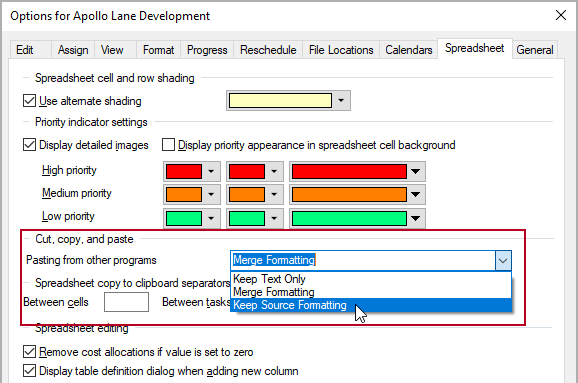 Options for Apollo Lane Development
Edit Assign View Format Progress Reschedule File Locations Calendars Spreadsheet General
Spreadsheet cell and row shading
Use alternate shading
Priority indicator settings
Display detailed images Display priority appearance in spreadsheet cell background
High priority
Medium priority
Low priority
Cut, copy, and paste
Pasting from other programs Merge Formatting
Keep Text Only
Spreadsheet copy to clipboard separators
Merge Formatting
Between cells Between tasks Keep Source Formatting
Spreadsheet editing
Remove cost allocations if value is set to zero
Display table definition dialog when adding new column